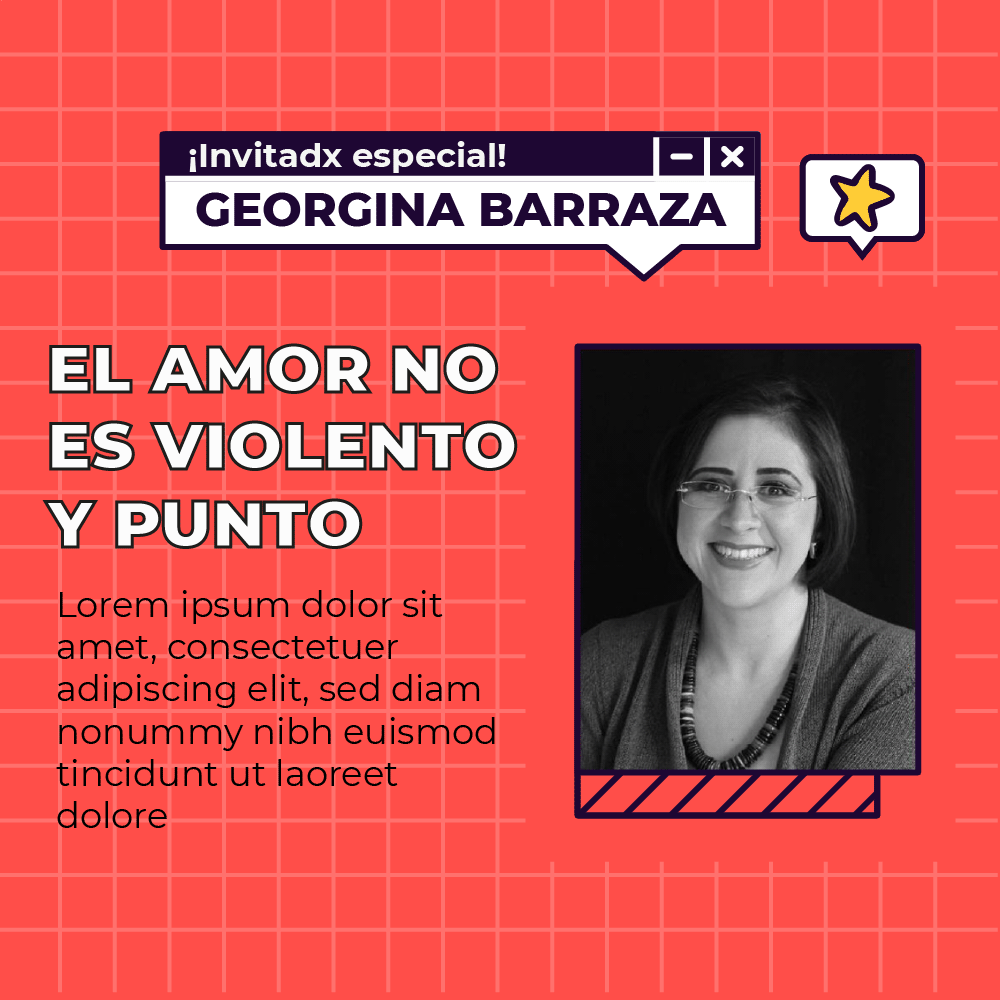 ¡Invitadx especial!
GEORGINA BARRAZA
EL AMOR NO
ES VIOLENTO
Y PUNTO
Lorem ipsum dolor sit
amet, consectetuer
adipiscing elit, sed diam
nonummy nibh euismod
tincidunt ut laoreet
dolore